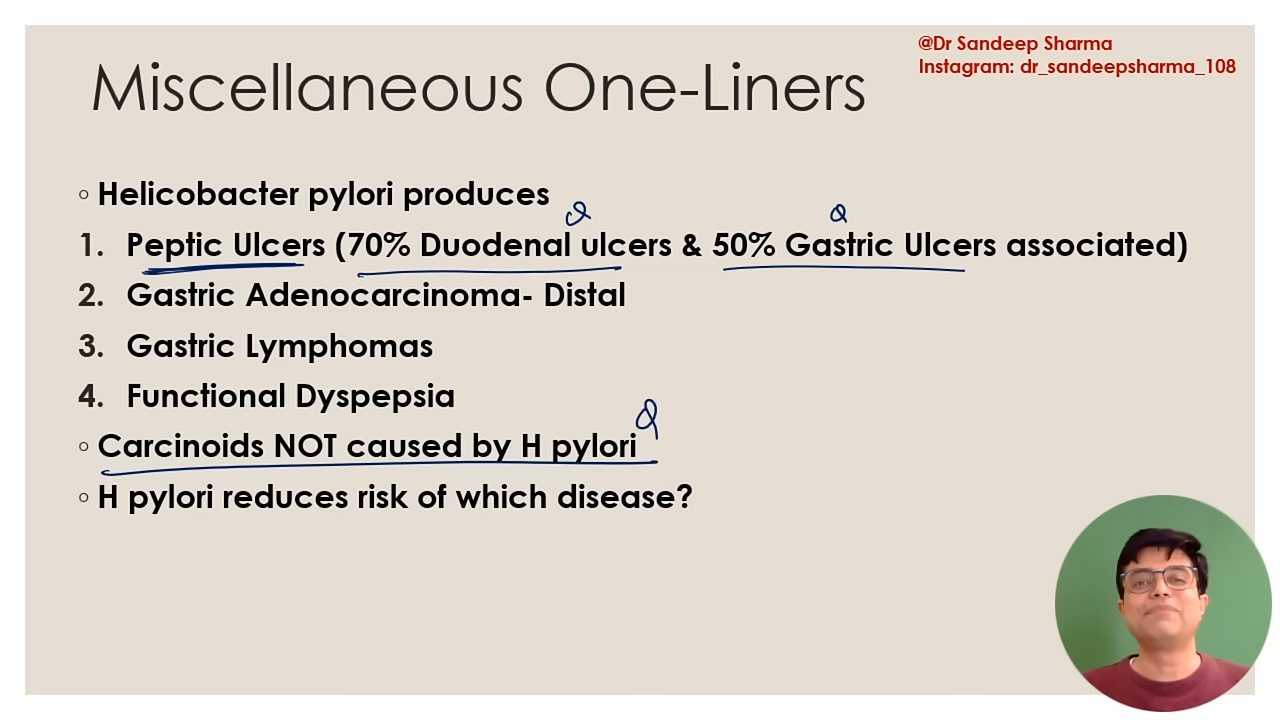 @Dr Sandeep Sharma
Instagram: dr_sandeepsharma_108
Miscellaneous One-Liners
◦ Helicobacter pylori produces
1. Peptic Ulcers (70% Duodenal ulcers & 50% Gastric Ulcers associated)
2. Gastric Adenocarcinoma- Distal
3. Gastric Lymphomas
4. Functional Dyspepsia
◦ Carcinoids NOT caused by H pylori
◦ H pylori reduces risk of which disease?